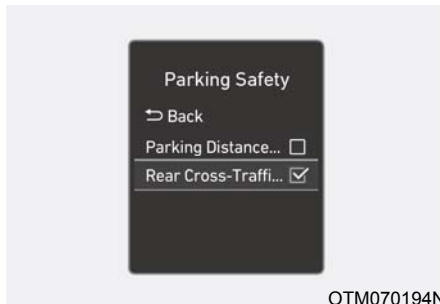 Parking Safety
Back
Parking Distance...
Rear Cross-Traffi...
OTM070194N